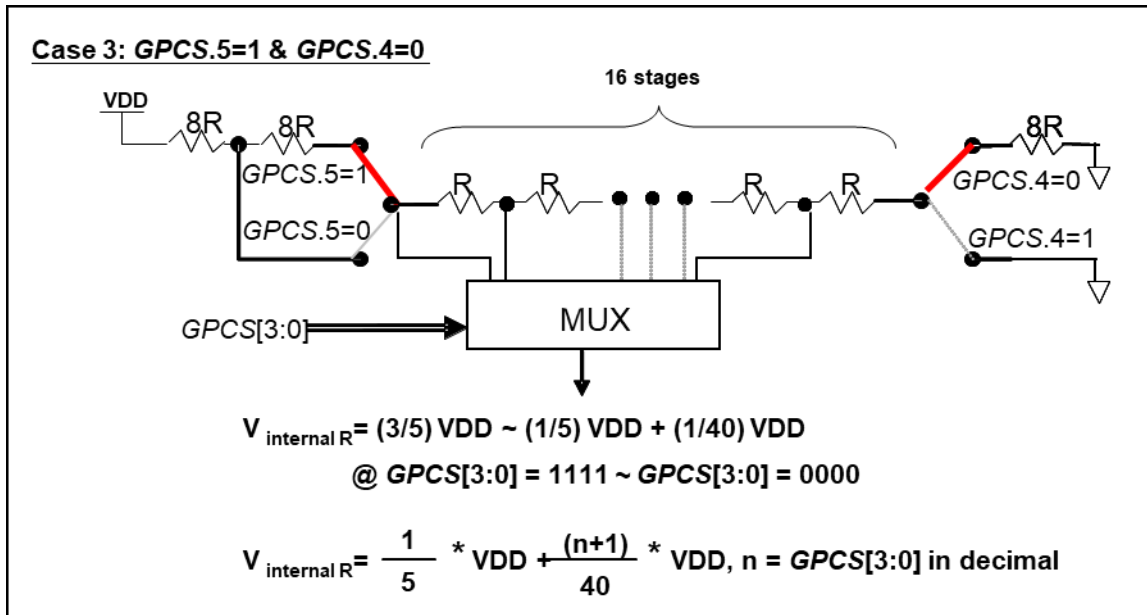 Case 3: GPCS.5=1 & GPCS.4=0
16 stages
VDD
8R
8R
8R
GPCS.5=1
R
R
R
R
GPCS.4=0
GPCS.5=0
GPCS.4=1
MUX
GPCS[3:0]
V internal R = (3/5) VDD ~ (1/5) VDD + (1/40) VDD
@ GPCS[3:0] = 1111 ~ GPCS[3:0] = 0000
V internal R = 1/5 * VDD + (n+1)/40 * VDD, n = GPCS[3:0] in decimal